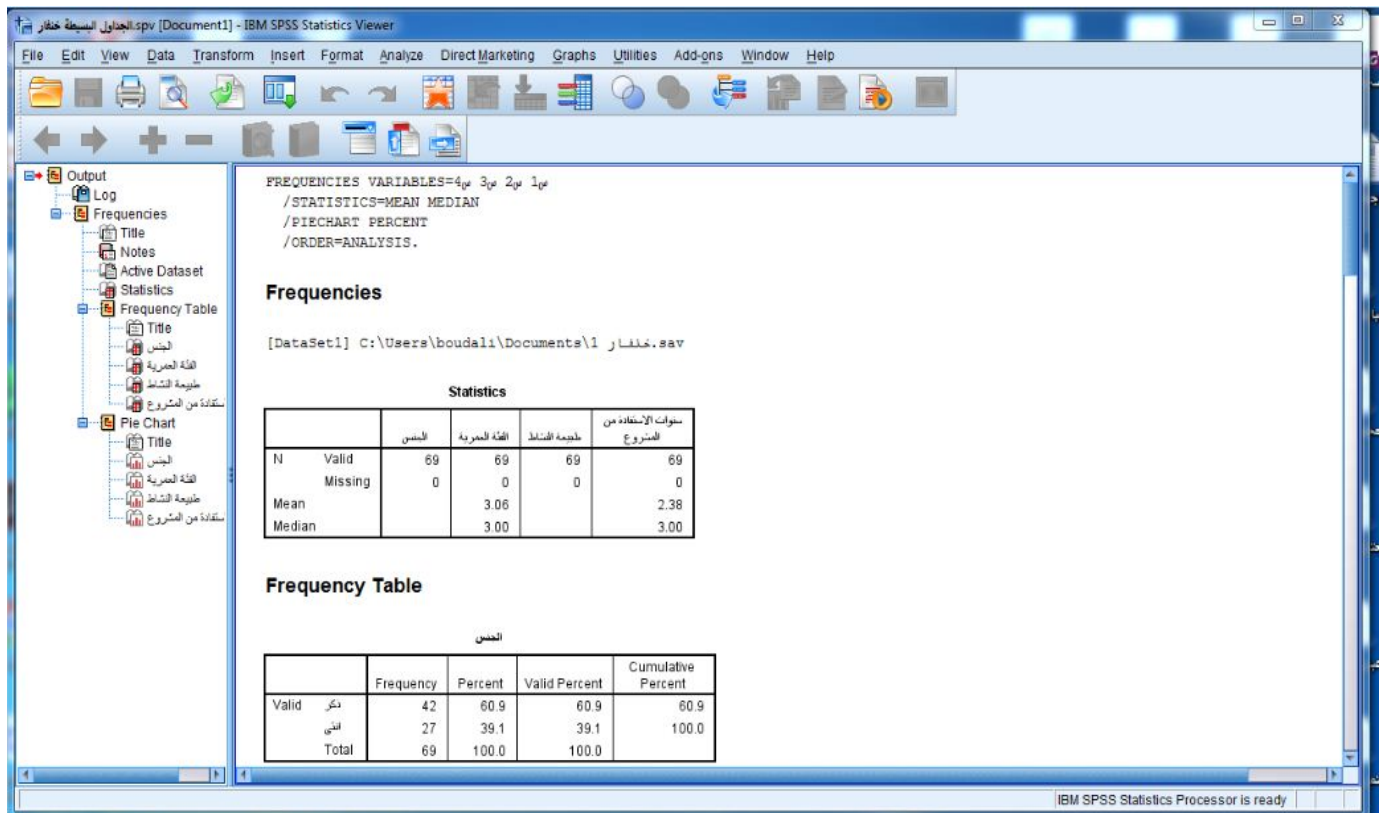 الجداول البسيطة خنفار.spv [Document1] - IBM SPSS Statistics Viewer
File Edit View Data Transform Insert Format Analyze Direct Marketing Graphs Utilities Add-ons Window Help
Output
Log
Frequencies
Title
Notes
Active Dataset
Statistics
Frequency Table
Title
الجنس
الفئة العمرية
طبيعة النشاط
ستفادة من المشروع
Pie Chart
Title
الجنس
الفئة العمرية
طبيعة النشاط
ستفادة من المشروع
FREQUENCIES VARIABLES=س1 س2 س3 س4
/STATISTICS=MEAN MEDIAN
/PIECHART PERCENT
/ORDER=ANALYSIS.
Frequencies
[DataSet1] C:\Users\boudali\Documents\1 خنفار.sav
Statistics
الجنس الفئة العمرية طبيعة النشاط سنوات الاستفادة من المشروع
N Valid 69 69 69 69
Missing 0 0 0 0
Mean 3.06 2.38
Median 3.00 3.00
Frequency Table
الجنس
Frequency Percent Valid Percent Cumulative Percent
Valid ذكر 42 60.9 60.9 60.9
انثى 27 39.1 39.1 100.0
Total 69 100.0 100.0
IBM SPSS Statistics Processor is ready